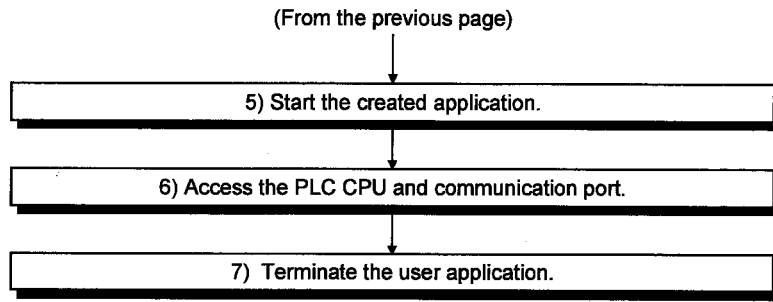 (From the previous page)
5) Start the created application.
6) Access the PLC CPU and communication port.
7) Terminate the user application.